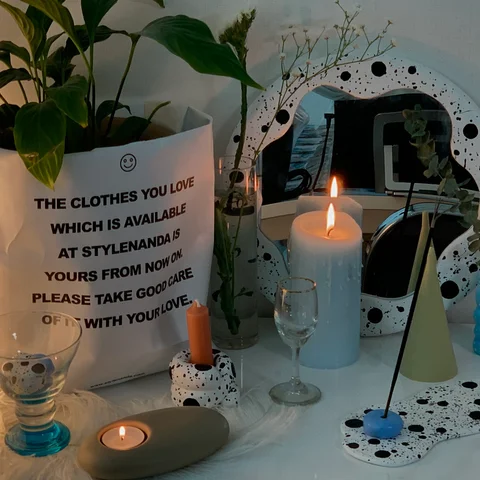 THE CLOTHES YOU LOVE
WHICH IS AVAILABLE
AT STYLENANDA IS
YOURS FROM NOW ON.
PLEASE TAKE GOOD CARE
OF IT WITH YOUR LOVE.